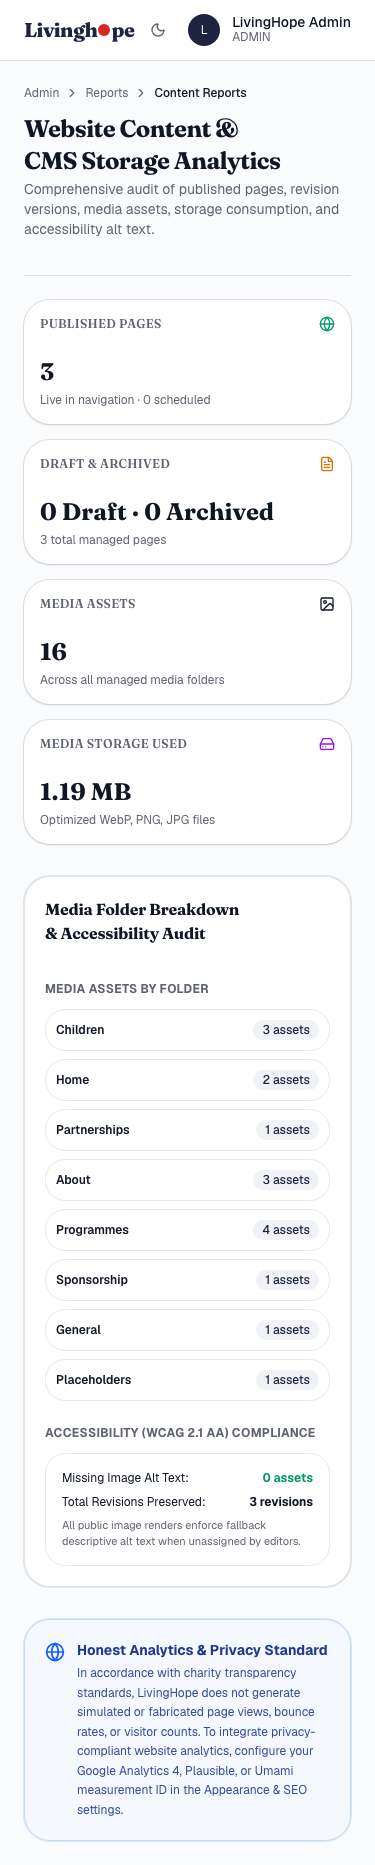 Livinghope
L
LivingHope Admin
ADMIN
Admin > Reports > Content Reports
Website Content &
CMS Storage Analytics
Comprehensive audit of published pages, revision
versions, media assets, storage consumption, and
accessibility alt text.
PUBLISHED PAGES
3
Live in navigation · 0 scheduled
DRAFT & ARCHIVED
0 Draft · 0 Archived
3 total managed pages
MEDIA ASSETS
16
Across all managed media folders
MEDIA STORAGE USED
1.19 MB
Optimized WebP, PNG, JPG files
Media Folder Breakdown
& Accessibility Audit
MEDIA ASSETS BY FOLDER
Children 3 assets
Home 2 assets
Partnerships 1 assets
About 3 assets
Programmes 4 assets
Sponsorship 1 assets
General 1 assets
Placeholders 1 assets
ACCESSIBILITY (WCAG 2.1 AA) COMPLIANCE
Missing Image Alt Text: 0 assets
Total Revisions Preserved: 3 revisions
All public image renders enforce fallback
descriptive alt text when unassigned by editors.
Honest Analytics & Privacy Standard
In accordance with charity transparency
standards, LivingHope does not generate
simulated or fabricated page views, bounce
rates, or visitor counts. To integrate privacy-
compliant website analytics, configure your
Google Analytics 4, Plausible, or Umami
measurement ID in the Appearance & SEO
settings.